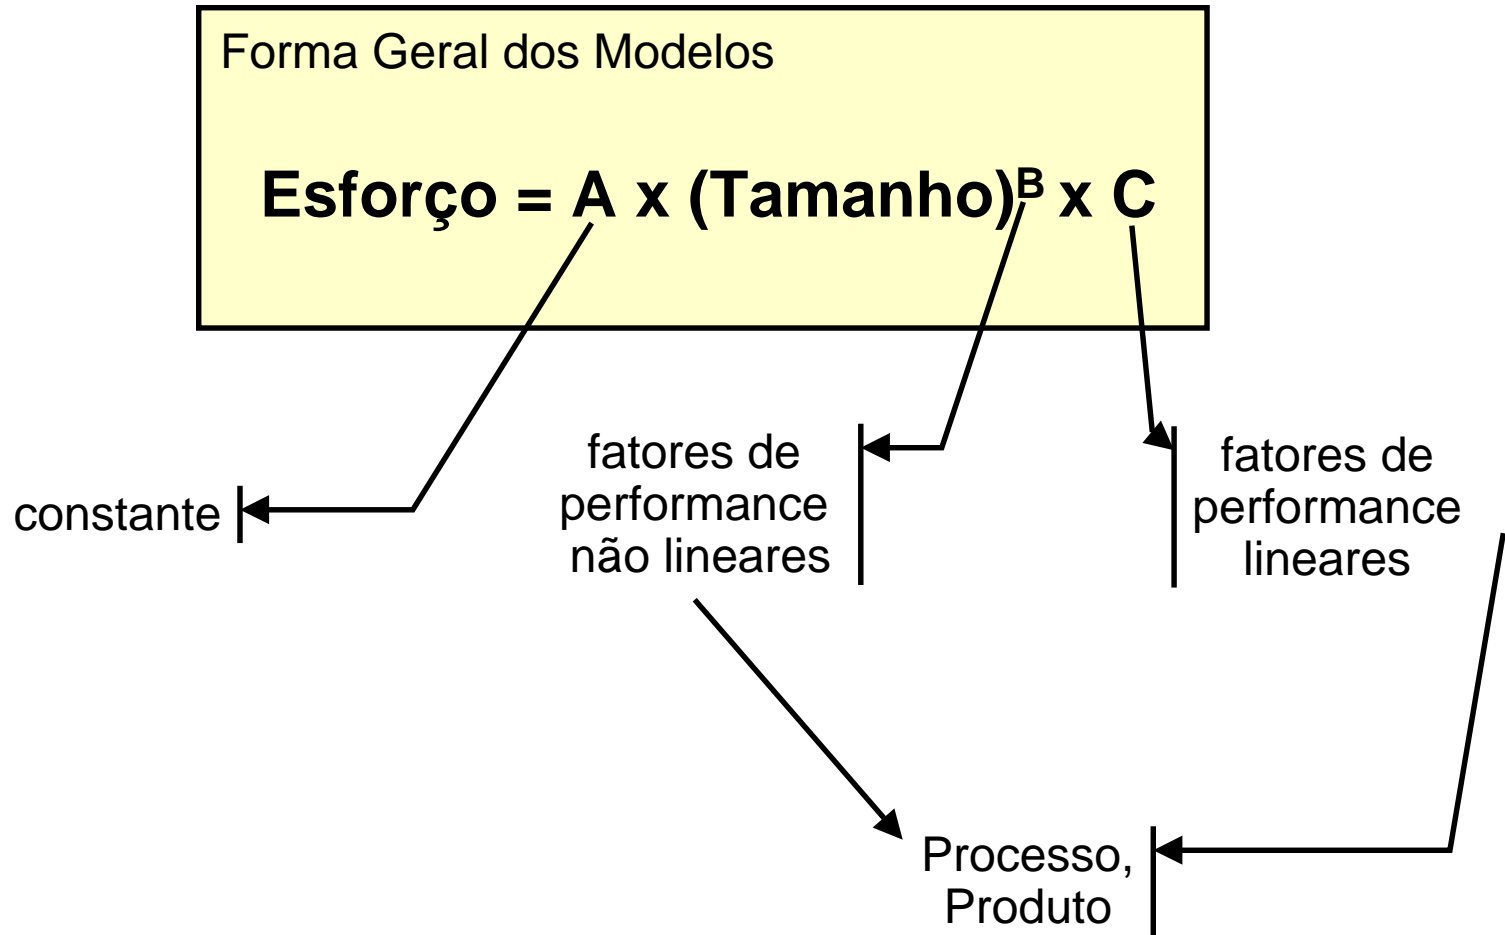 Forma Geral dos Modelos
Esforço = A x (Tamanho)ᴮ x C
constante
fatores de
performance
não lineares
fatores de
performance
lineares
Processo,
Produto